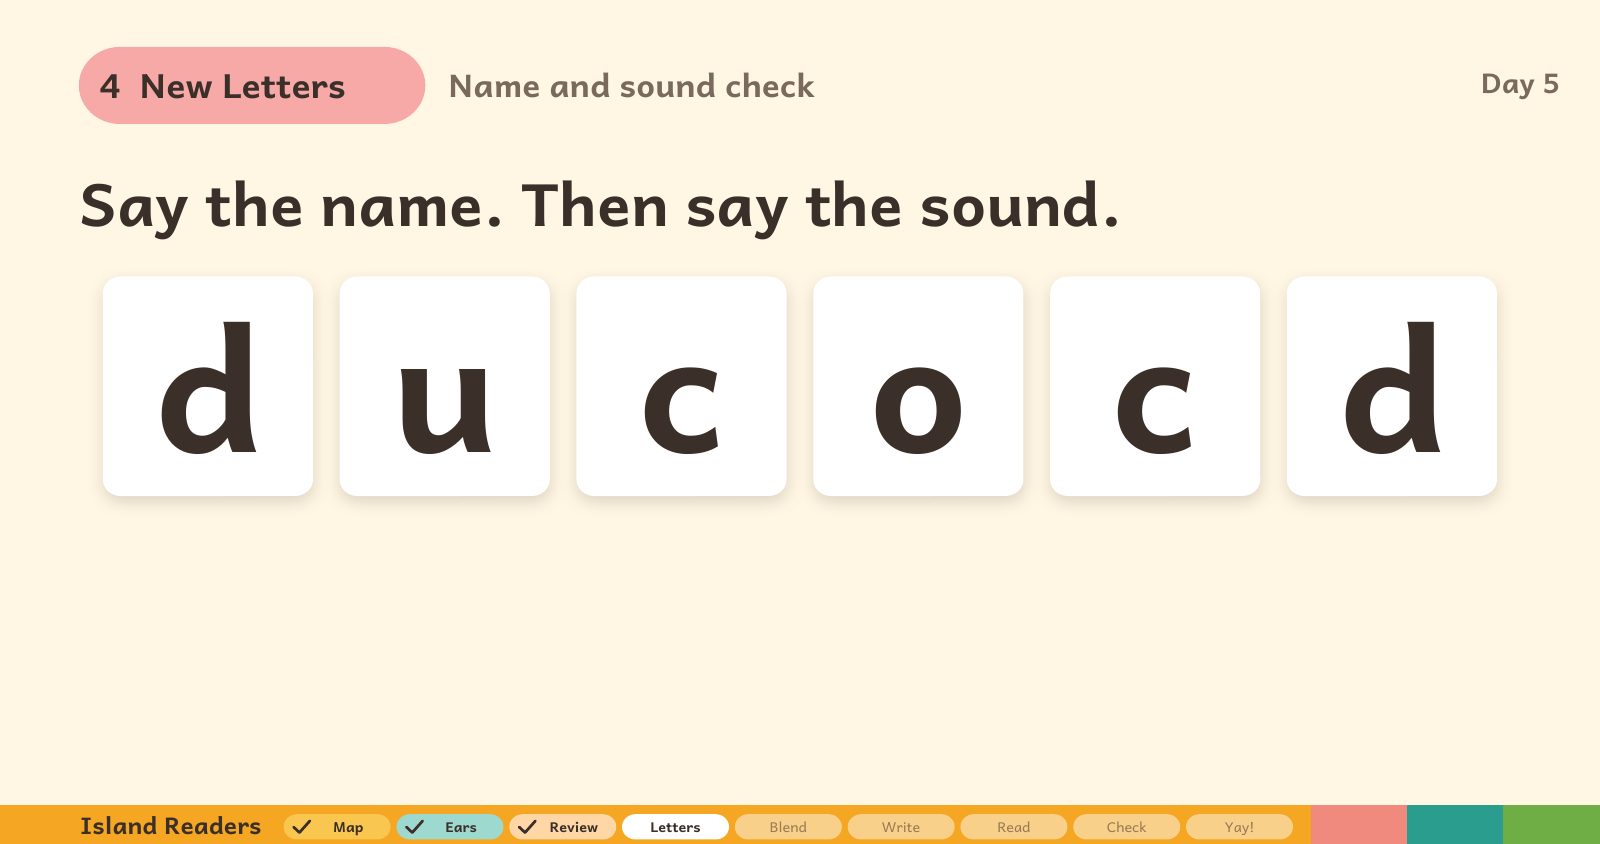 4 New Letters Name and sound check Day 5
Say the name. Then say the sound.
d u c o c d
Island Readers Map Ears Review Letters Blend Write Read Check Yay!